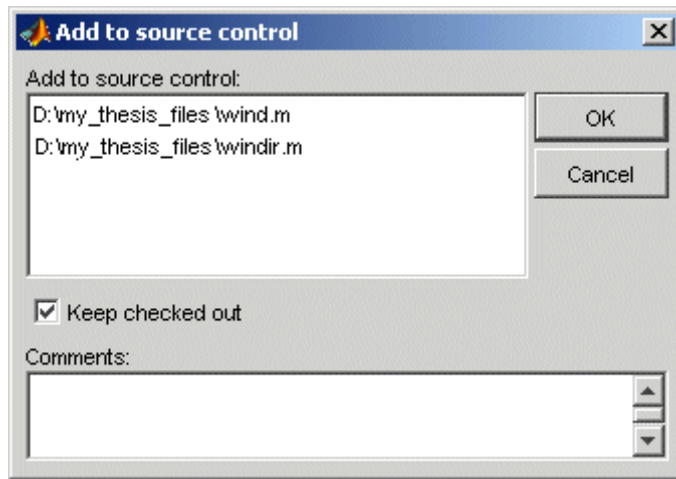 Add to source control
Add to source control:
D:\my_thesis_files\wind.m
D:\my_thesis_files\windir.m
OK
Cancel
Keep checked out
Comments: